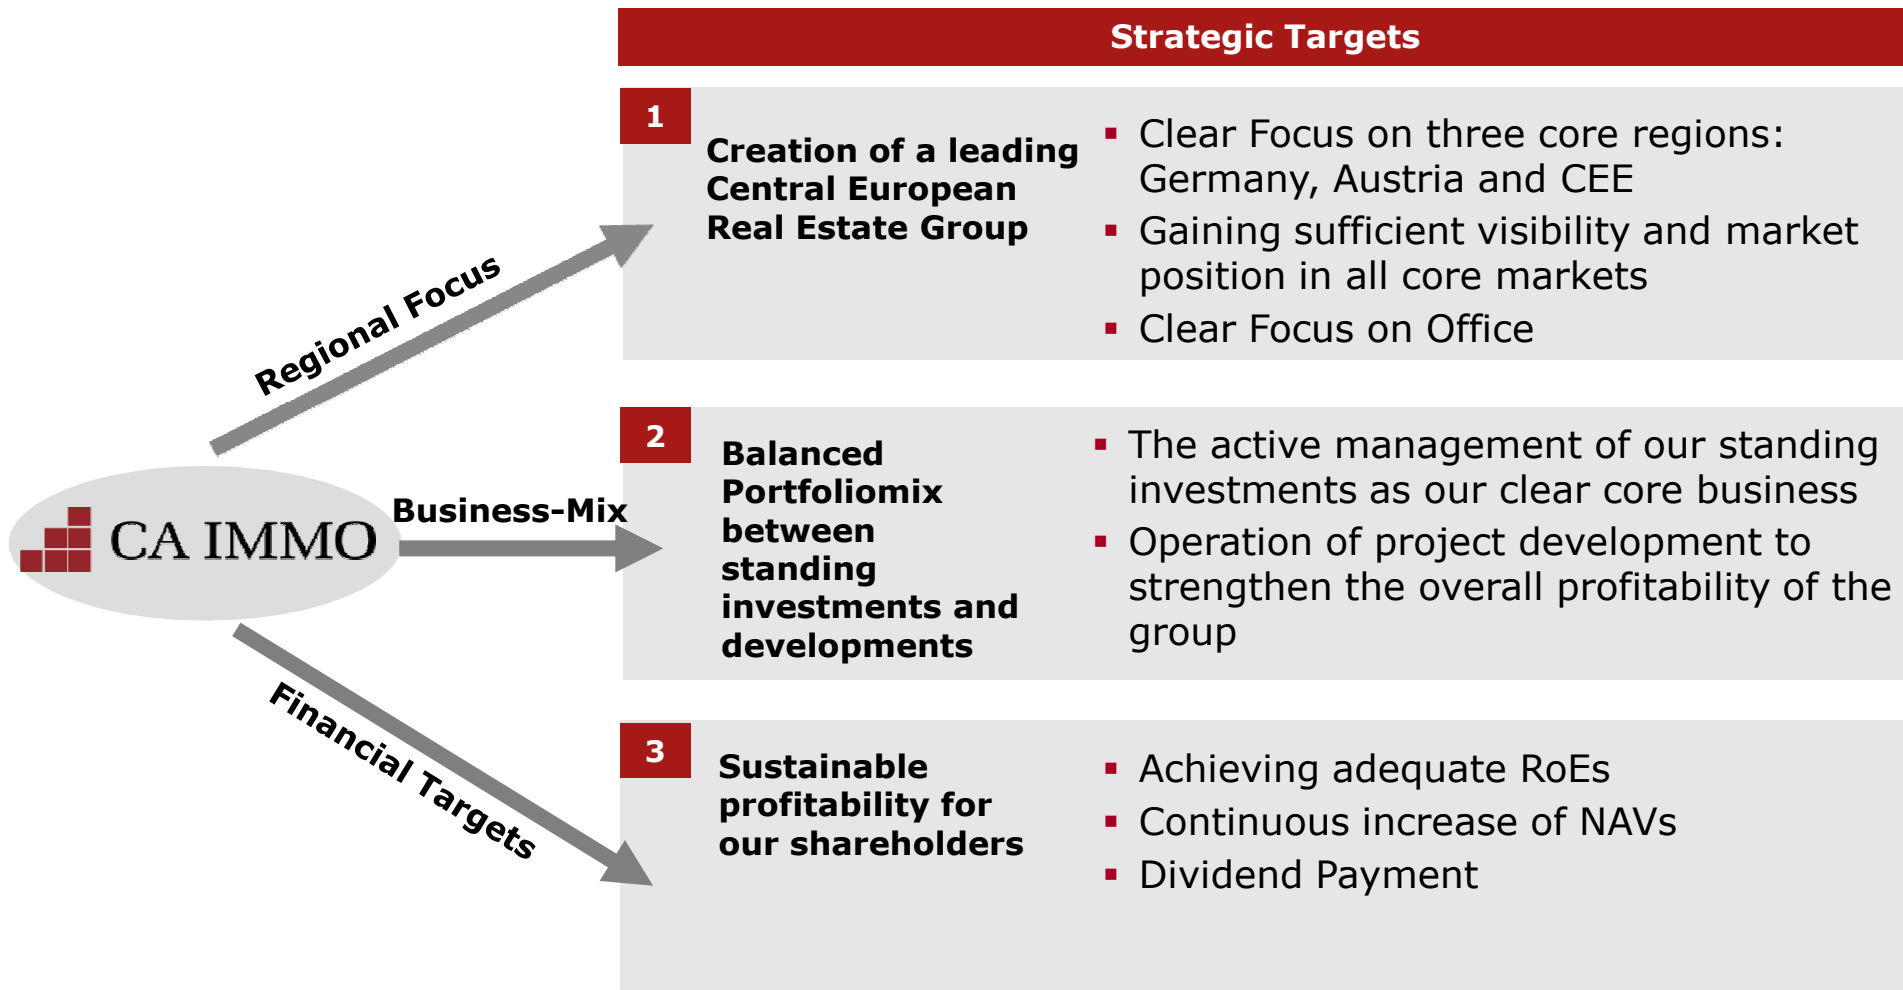 Strategic Targets
1
Creation of a leading
Central European
Real Estate Group
▪ Clear Focus on three core regions:
Germany, Austria and CEE
▪ Gaining sufficient visibility and market
position in all core markets
▪ Clear Focus on Office
Regional Focus
2
Balanced
Portfoliomix
between
standing
investments and
developments
▪ The active management of our standing
investments as our clear core business
▪ Operation of project development to
strengthen the overall profitability of the
group
Business-Mix
CA IMMO
Financial Targets
3
Sustainable
profitability for
our shareholders
▪ Achieving adequate RoEs
▪ Continuous increase of NAVs
▪ Dividend Payment